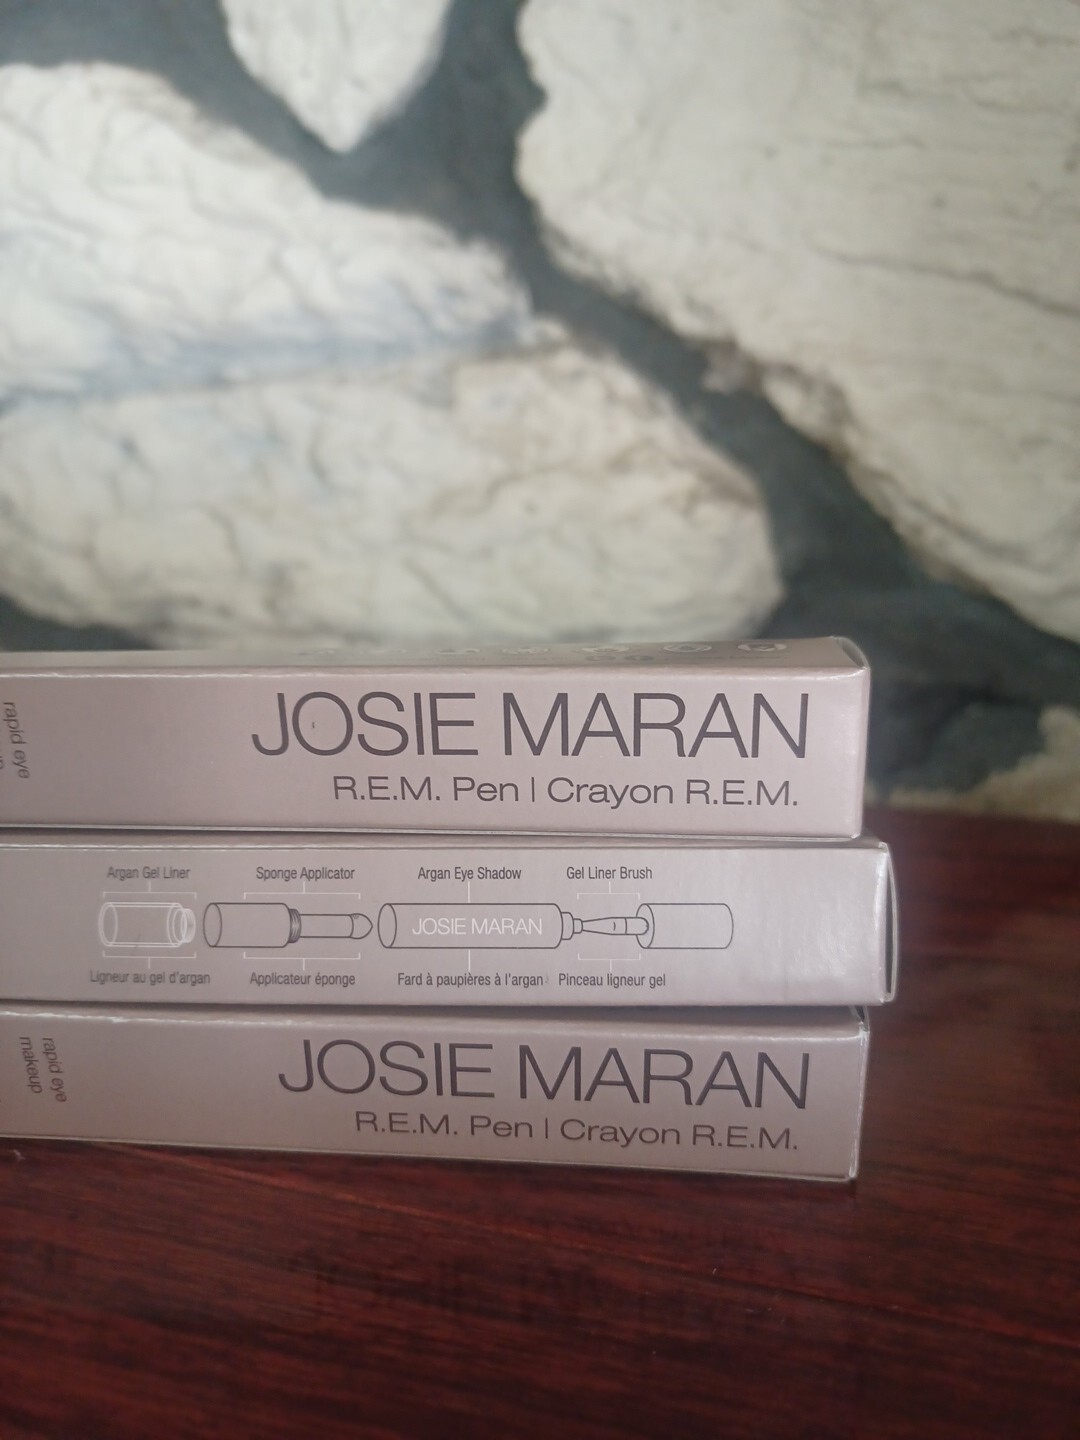 rapid eye
JOSIE MARAN
R.E.M. Pen | Crayon R.E.M.
Argan Gel Liner
Sponge Applicator
Argan Eye Shadow
Gel Liner Brush
JOSIE MARAN
Ligneur au gel d'argan
Applicateur éponge
Fard à paupières à l'argan
Pinceau ligneur gel
rapid eye
makeup
JOSIE MARAN
R.E.M. Pen | Crayon R.E.M.